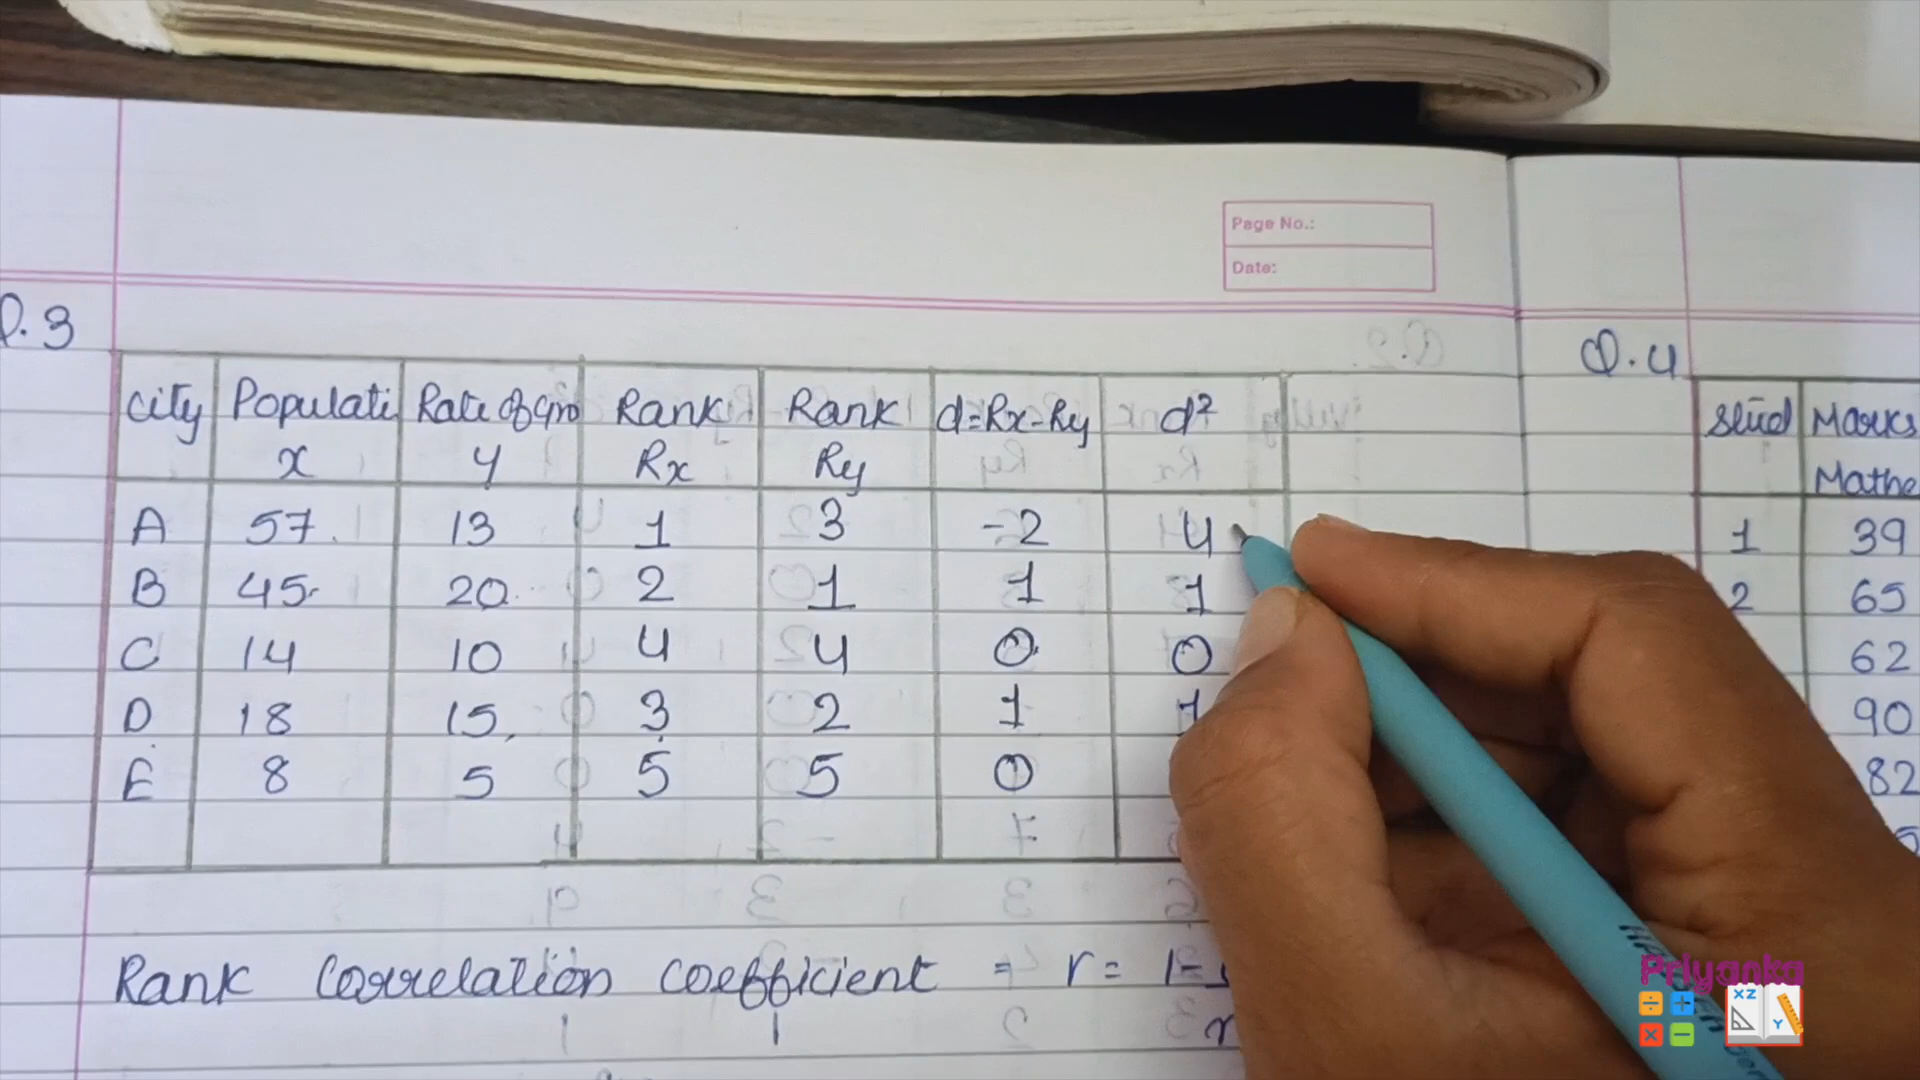 Page No.:
Date:
Q.3
City Populati Rate of Gro Rank Rank d=Rx-Ry d²
x y Rx Ry
A 57 13 1 3 -2 4
B 45 20 2 1 1 1
C 14 10 4 4 0 0
D 18 15 3 2 1 1
E 8 5 5 5 0
Rank Correlation coefficient = r = 1-
Q.4
Stud Marks
Mathe
1 39
2 65
62
90
82
Priyanka
XZ
Y